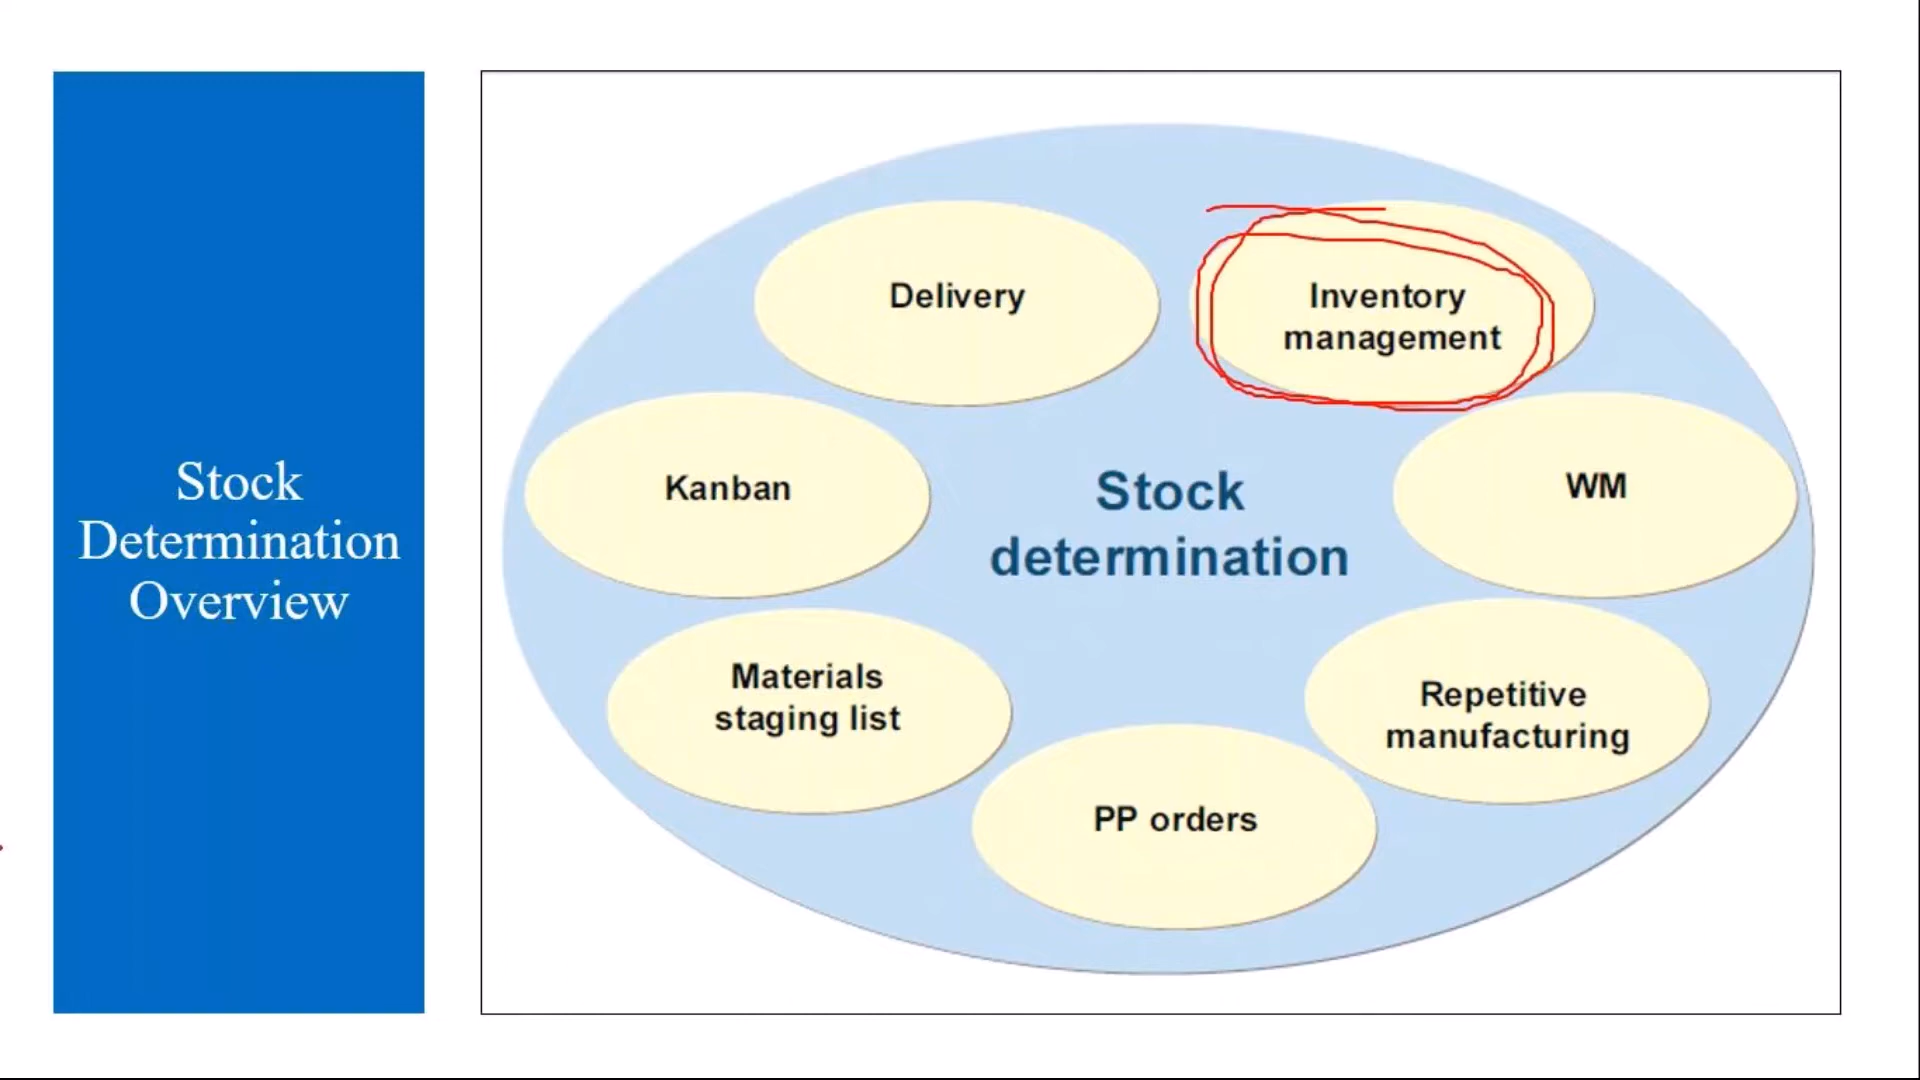 Stock
Determination
Overview
Delivery
Inventory
management
Kanban
Stock
determination
WM
Materials
staging list
Repetitive
manufacturing
PP orders